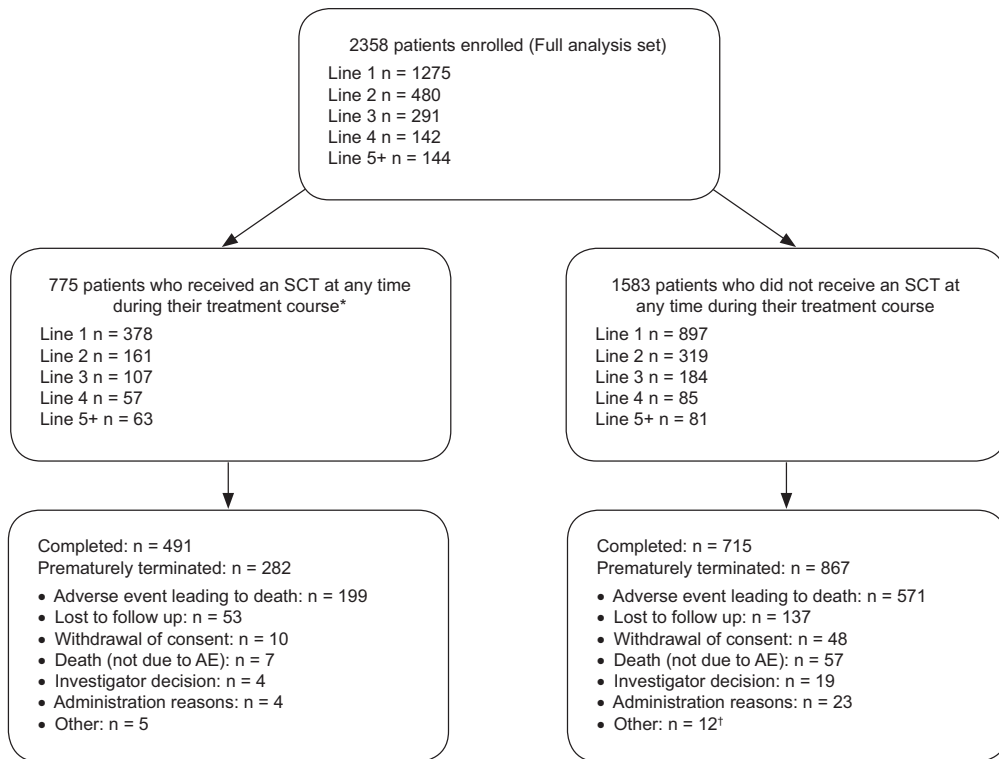 2358 patients enrolled (Full analysis set)
Line 1 n = 1275
Line 2 n = 480
Line 3 n = 291
Line 4 n = 142
Line 5+ n = 144
775 patients who received an SCT at any time
during their treatment course*
Line 1 n = 378
Line 2 n = 161
Line 3 n = 107
Line 4 n = 57
Line 5+ n = 63
1583 patients who did not receive an SCT at
any time during their treatment course
Line 1 n = 897
Line 2 n = 319
Line 3 n = 184
Line 4 n = 85
Line 5+ n = 81
Completed: n = 491
Prematurely terminated: n = 282
• Adverse event leading to death: n = 199
• Lost to follow up: n = 53
• Withdrawal of consent: n = 10
• Death (not due to AE): n = 7
• Investigator decision: n = 4
• Administration reasons: n = 4
• Other: n = 5
Completed: n = 715
Prematurely terminated: n = 867
• Adverse event leading to death: n = 571
• Lost to follow up: n = 137
• Withdrawal of consent: n = 48
• Death (not due to AE): n = 57
• Investigator decision: n = 19
• Administration reasons: n = 23
• Other: n = 12†